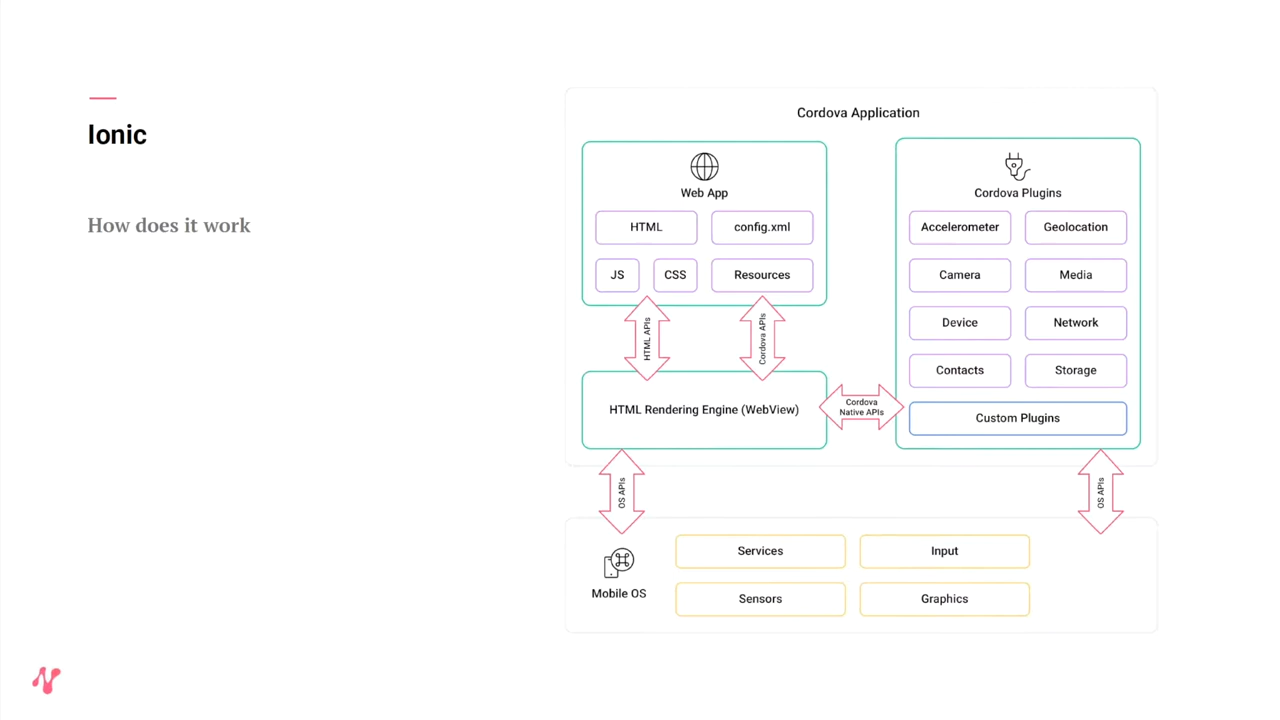 Ionic
How does it work
Cordova Application
Web App
HTML
config.xml
JS
CSS
Resources
HTML APIs
Cordova APIs
HTML Rendering Engine (WebView)
Cordova
Native APIs
Cordova Plugins
Accelerometer
Geolocation
Camera
Media
Device
Network
Contacts
Storage
Custom Plugins
OS APIs
OS APIs
Mobile OS
Services
Input
Sensors
Graphics